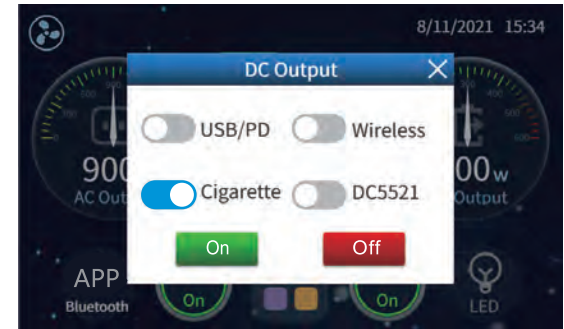 8/11/2021 15:34
DC Output
USB/PD Wireless
Cigarette DC5521
On Off
900 00w
AC Out output
APP
Bluetooth On On LED